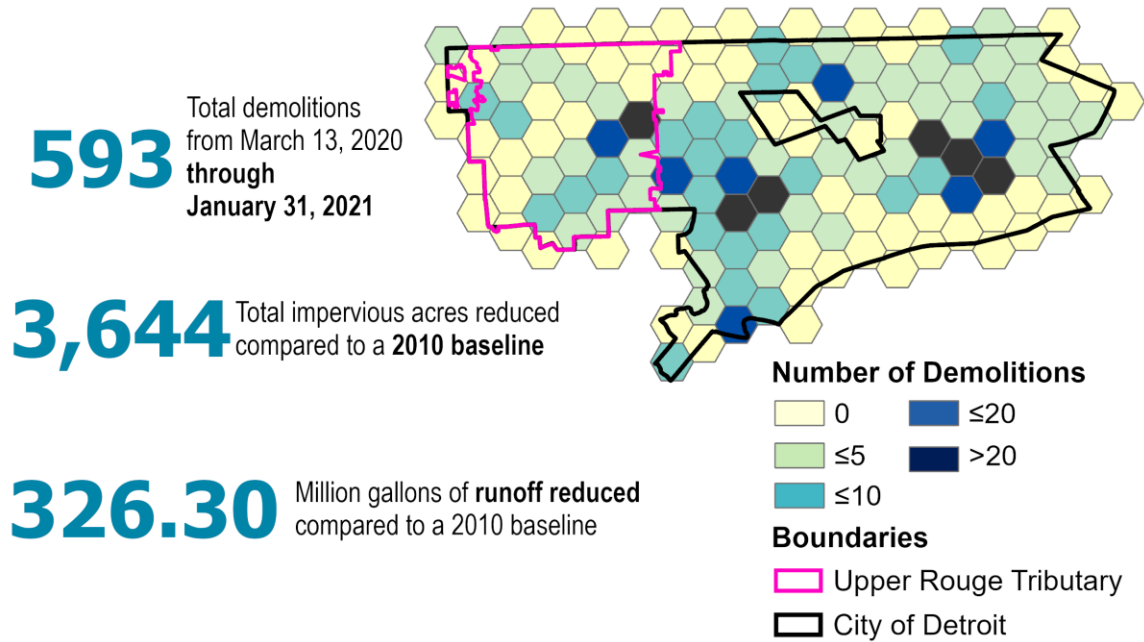 593
Total demolitions
from March 13, 2020
through
January 31, 2021
3,644
Total impervious acres reduced
compared to a 2010 baseline
326.30
Million gallons of runoff reduced
compared to a 2010 baseline
Number of Demolitions
0
≤5
≤10
≤20
>20
Boundaries
Upper Rouge Tributary
City of Detroit